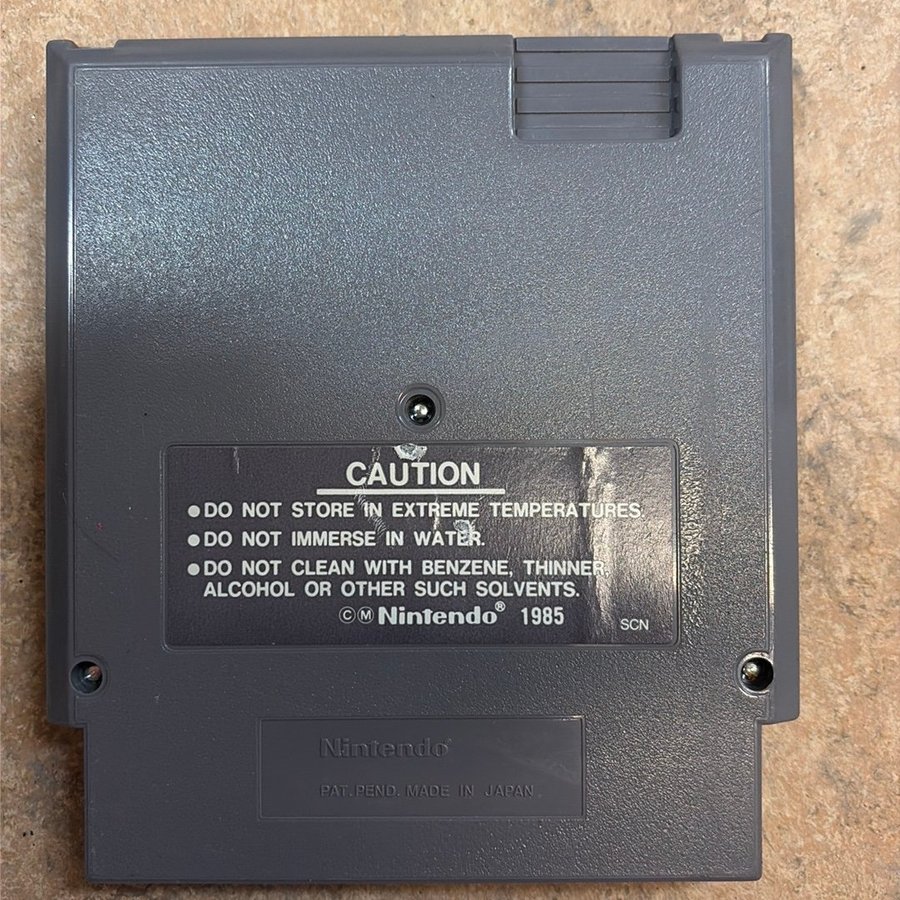 CAUTION
● DO NOT STORE IN EXTREME TEMPERATURES.
● DO NOT IMMERSE IN WATER.
● DO NOT CLEAN WITH BENZENE, THINNER,
ALCOHOL OR OTHER SUCH SOLVENTS.
ⒸⓂ Nintendo® 1985
SCN
Nintendo®
PAT. PEND. MADE IN JAPAN